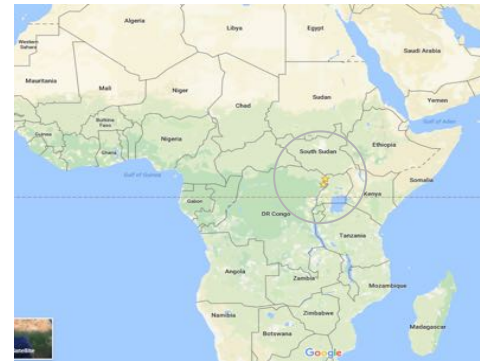 Algeria
Libya
Egypt
Western
Sahara
Saudi Arabia
Mauritania
Mali
Niger
Sudan
Chad
Yemen
Gulf of Aden
Burkina
Faso
Guinea
Nigeria
Ghana
South Sudan
Ethiopia
Somalia
Gulf of Guinea
Gabon
Kenya
DR Congo
Tanzania
Angola
Zambia
Mozambique
Namibia
Zimbabwe
Botswana
Madagascar
Google